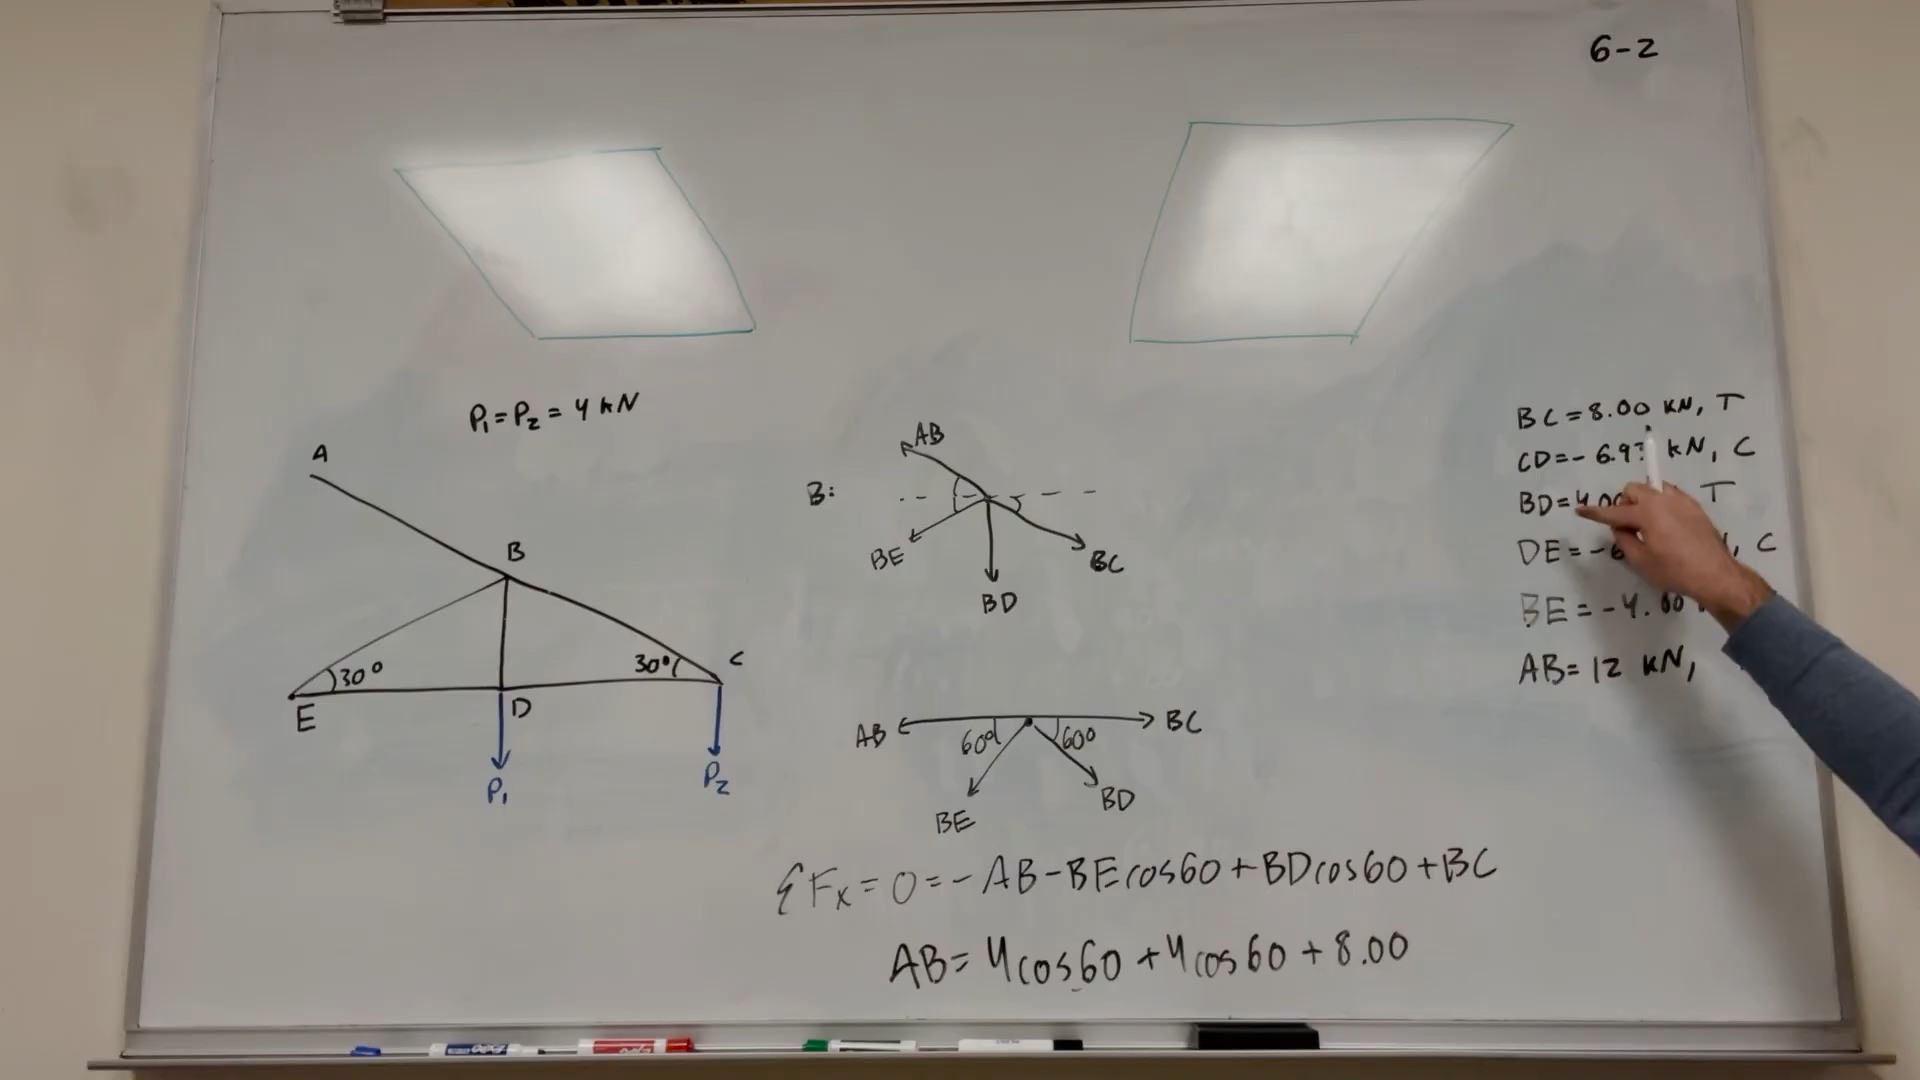 6-2
P₁=P₂ = 4 kN
A
B
30°
30°
C
E
D
P₁
P₂
B:
AB
BE
BC
BD
AB
BC
60°
60°
BE
BD
ΣFx = 0 = - AB - BE cos60 + BD cos60 + BC
AB = 4cos60 + 4cos60 + 8.00
BC = 8.00 kN, T
CD = - 6.9 kN, C
BD = 4.00 T
DE = -6 , C
BE = -4.00
AB = 12 kN,